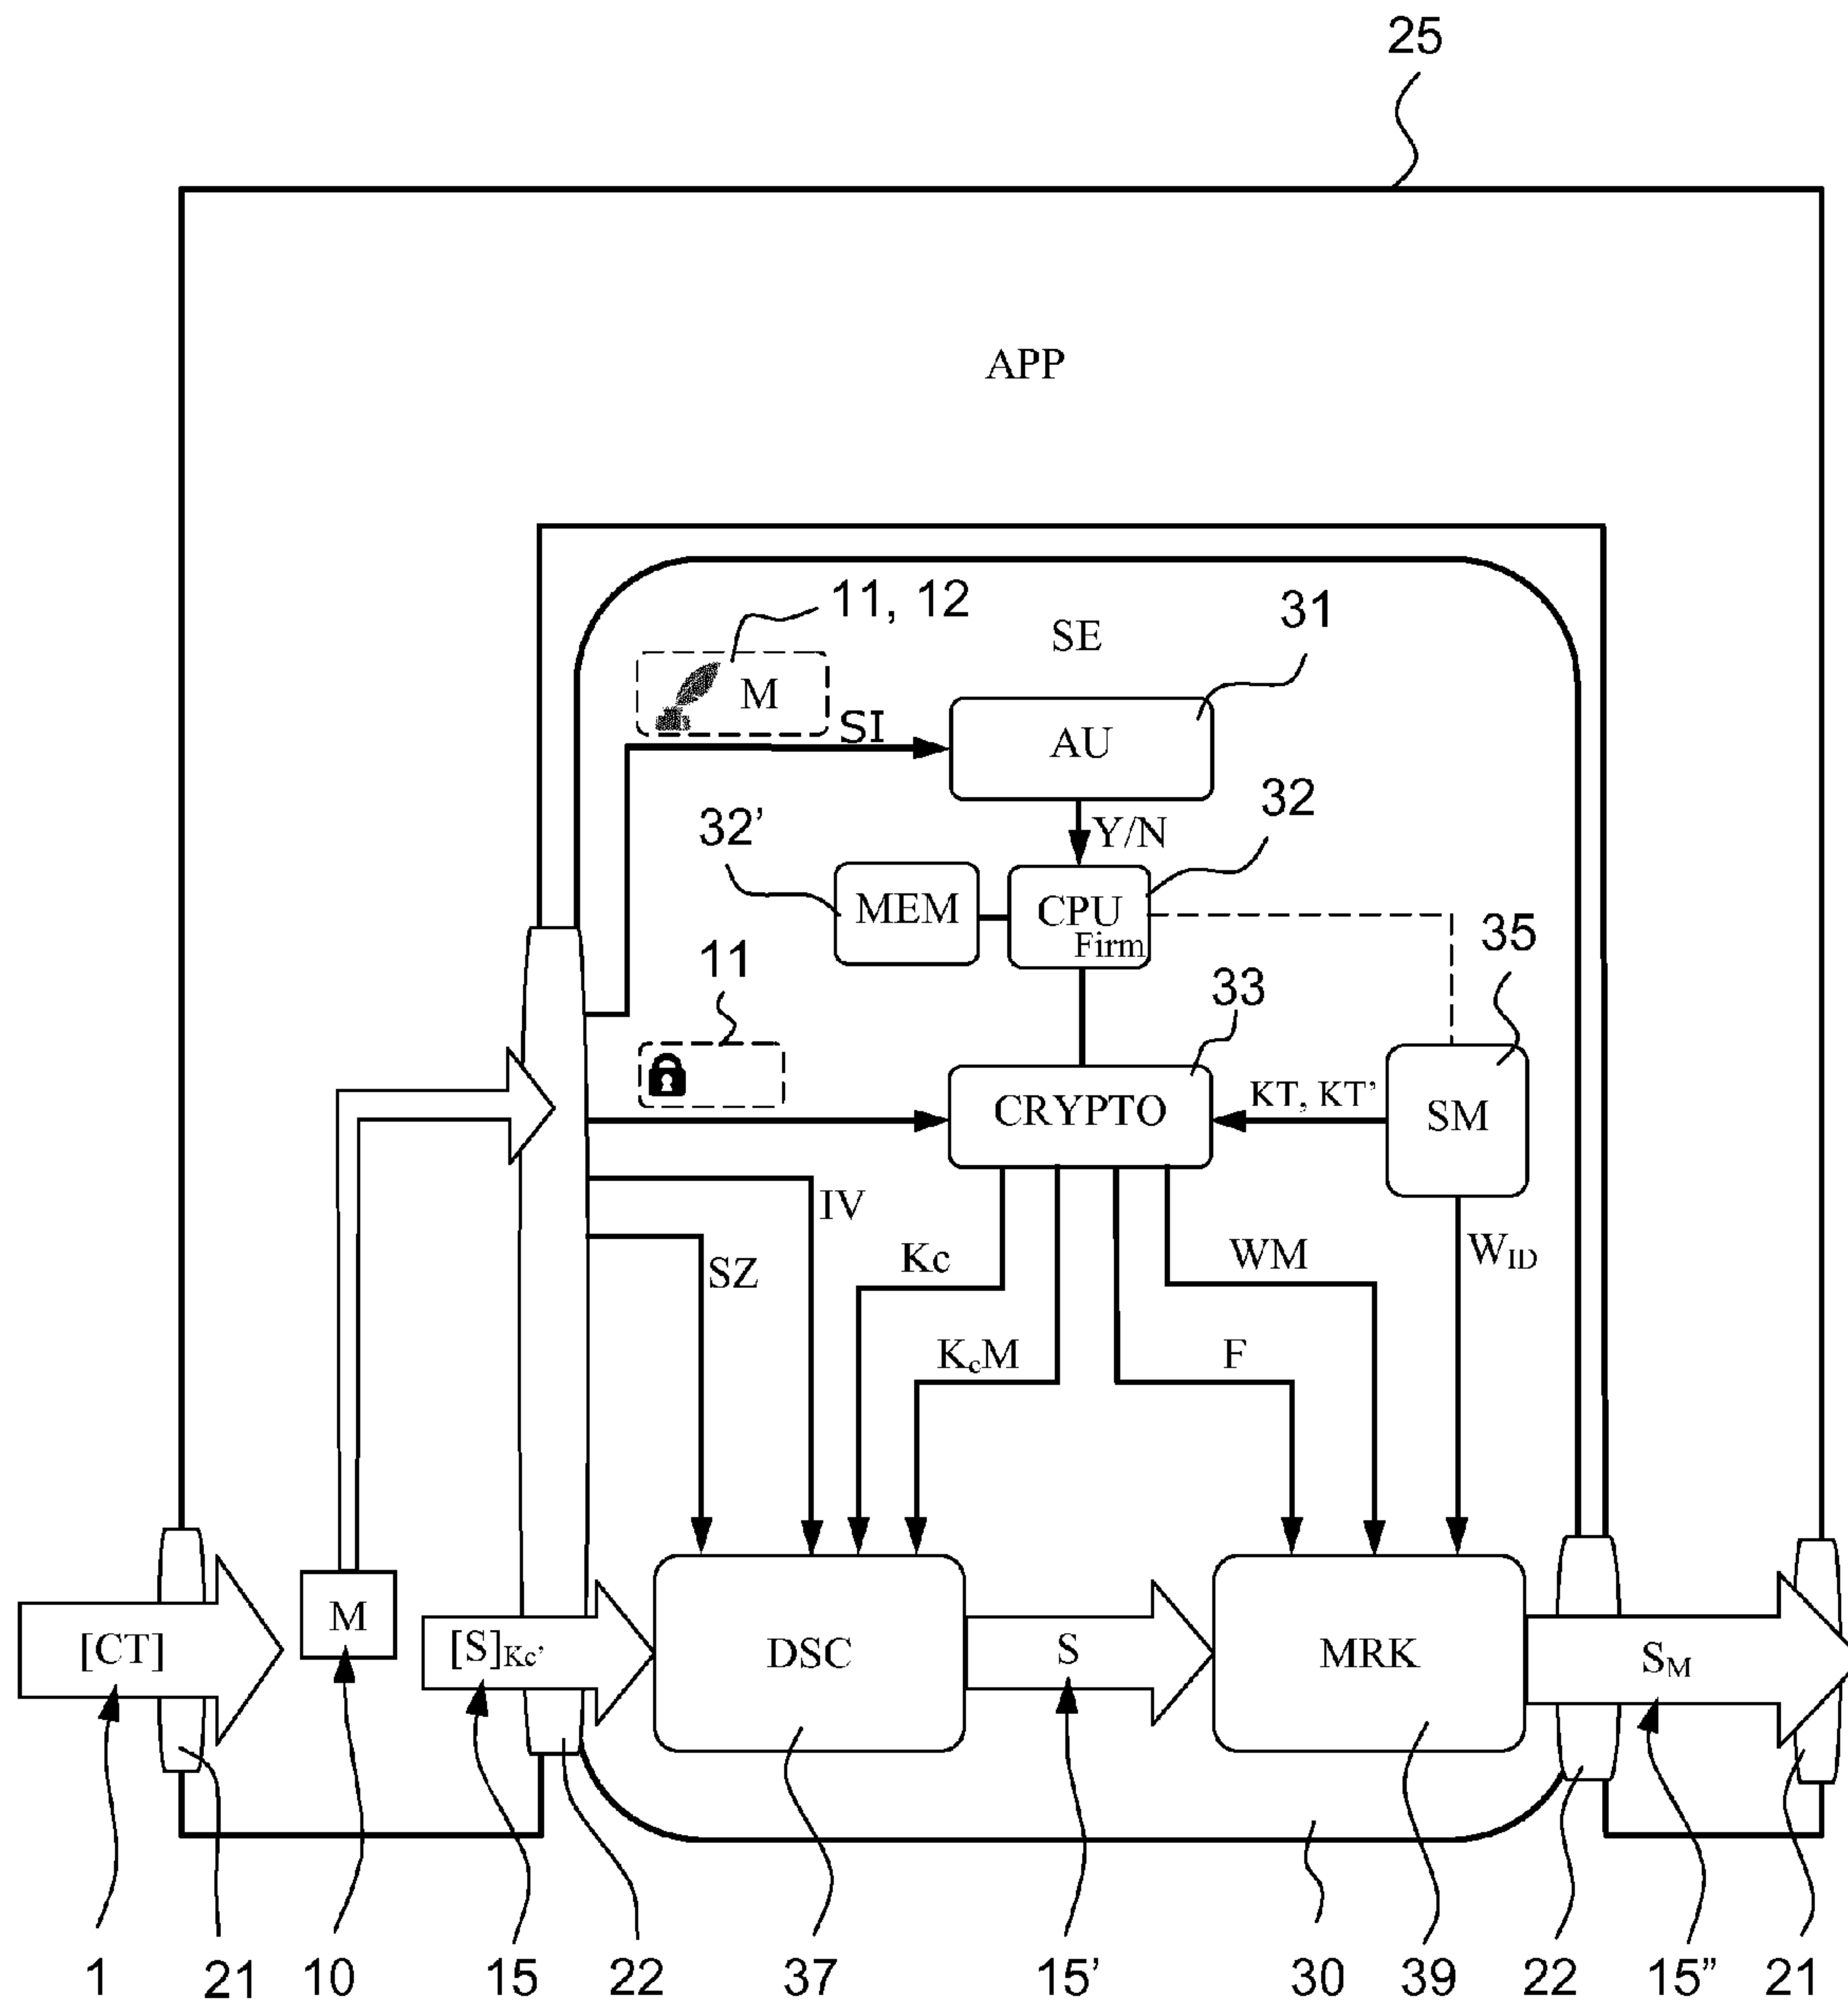 25
APP
11, 12
SE
31
M
SI
AU
32'
Y/N
32
MEM
CPU
Firm
35
11
33
CRYPTO
KT, KT'
SM
IV
SZ
Kc
WM
WID
KcM
F
[CT]
M
[S]Kc'
DSC
S
MRK
SM
1
21
10
15
22
37
15'
30
39
22
15”
21